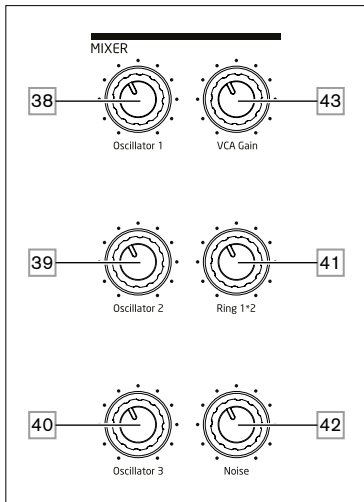 MIXER
38
43
Oscillator 1
VCA Gain
39
41
Oscillator 2
Ring 1*2
40
42
Oscillator 3
Noise